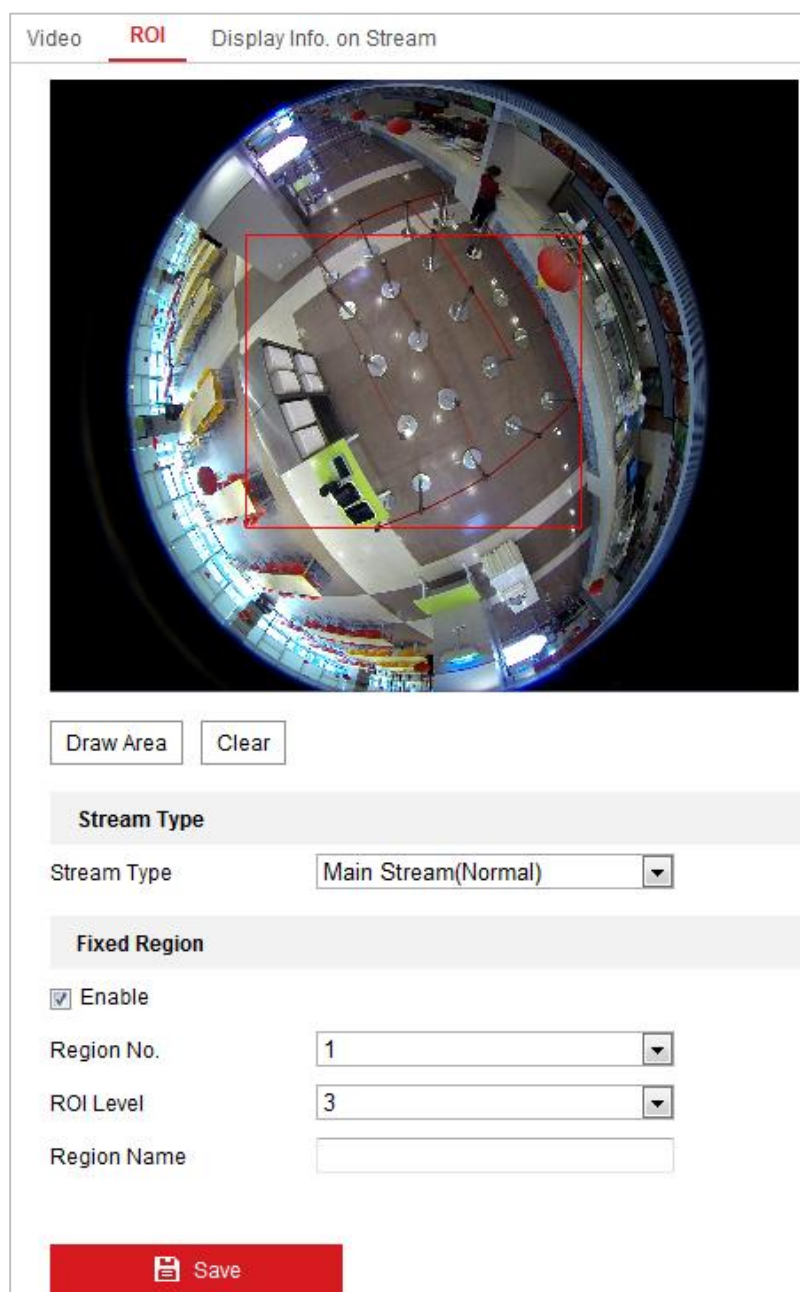 Video ROI Display Info. on Stream
Draw Area Clear
Stream Type
Stream Type Main Stream(Normal)
Fixed Region
Enable
Region No. 1
ROI Level 3
Region Name
Save